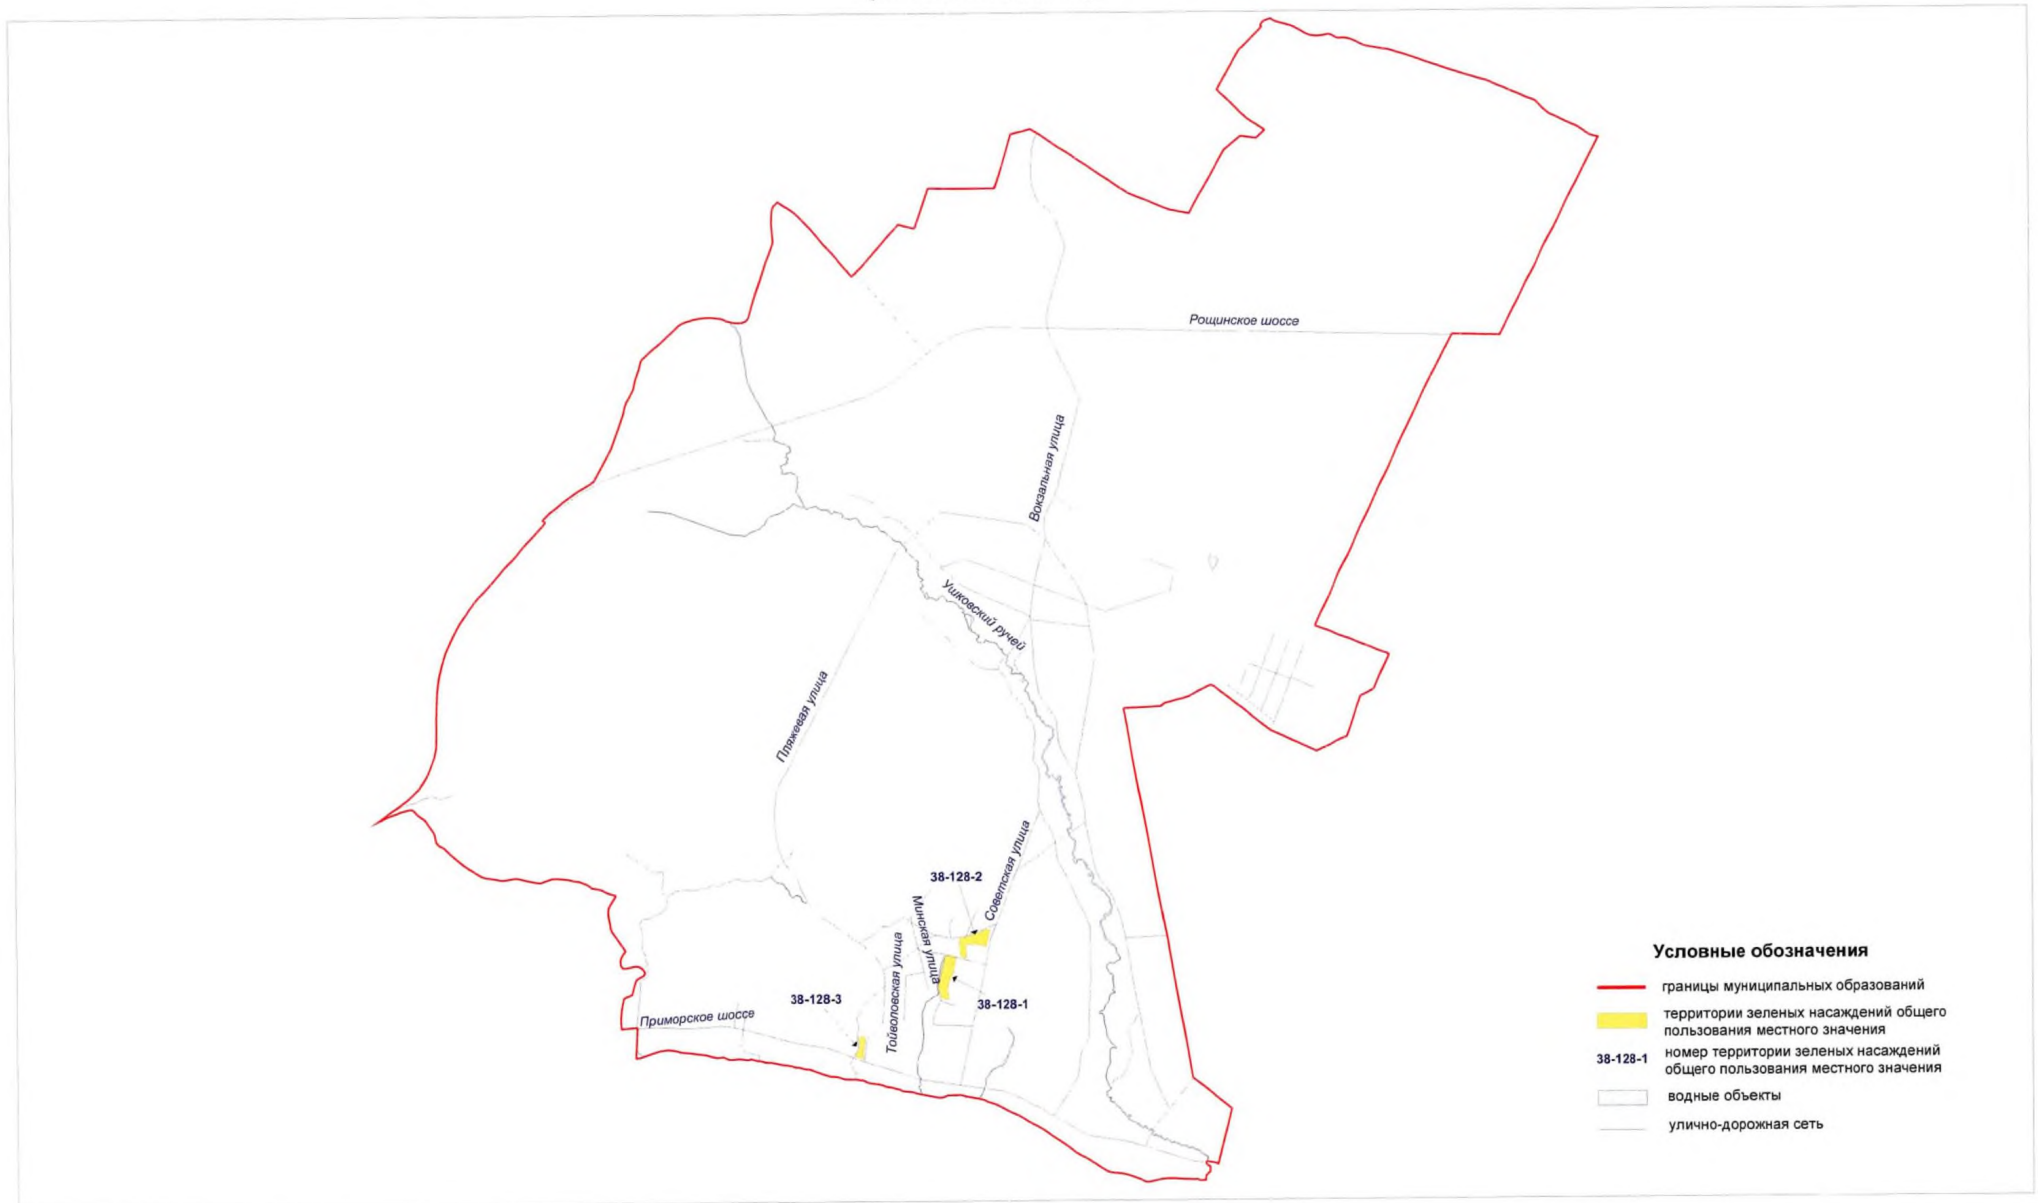 Рощинское шоссе
Вокзальная улица
Ушковский ручей
Пляжевая улица
Советская улица
38-128-2
Минская улица
Тойволовская улица
38-128-3
38-128-1
Приморское шоссе
Условные обозначения
границы муниципальных образований
территории зеленых насаждений общего
пользования местного значения
38-128-1
номер территории зеленых насаждений
общего пользования местного значения
водные объекты
улично-дорожная сеть